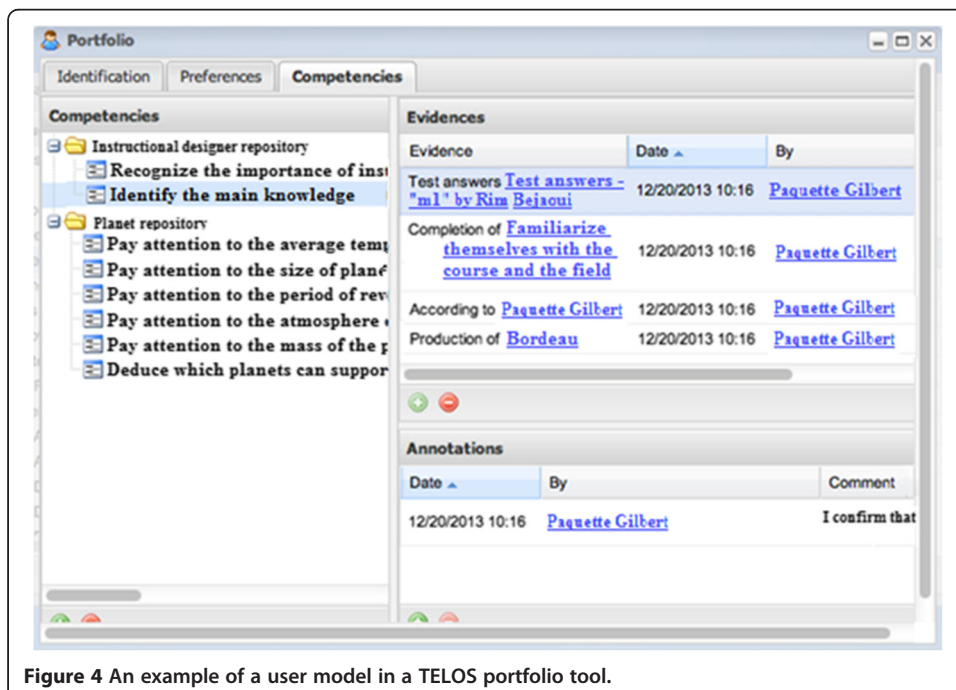 Portfolio
Identification Preferences Competencies
Competencies
Instructional designer repository
Recognize the importance of
Identify the main knowledge
Planet repository
Pay attention to the average
Pay attention to the size of
Pay attention to the period of
Pay attention to the atmosphere
Pay attention to the mass of the
Deduce which planets can
Evidences
Evidence Date By
Test answers Test answers - 12/20/2013 10:16 Paquette Gilbert
"m1" by Rim Bejaoui
Completion of Familiarize
themselves with the 12/20/2013 10:16 Paquette Gilbert
course and the field
According to Paquette Gilbert 12/20/2013 10:16 Paquette Gilbert
Production of Bordeau 12/20/2013 10:16 Paquette Gilbert
Annotations
Date By Comment
12/20/2013 10:16 Paquette Gilbert I confirm that
Figure 4 An example of a user model in a TELOS portfolio tool.